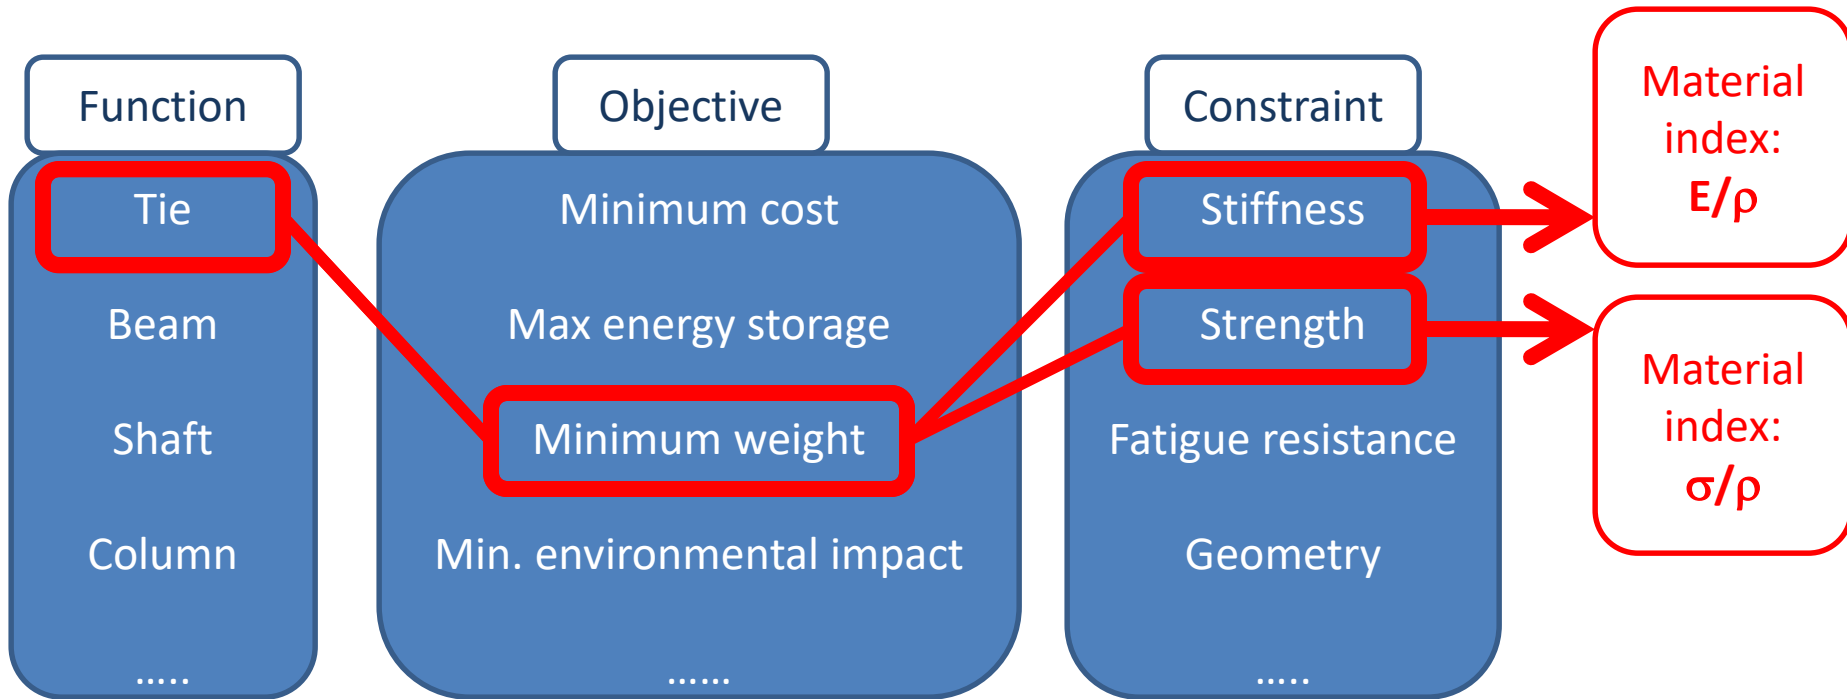 Function
Tie
Beam
Shaft
Column
.....
Objective
Minimum cost
Max energy storage
Minimum weight
Min. environmental impact
......
Constraint
Stiffness
Strength
Fatigue resistance
Geometry
.....
Material
index:
E/ρ
Material
index:
σ/ρ